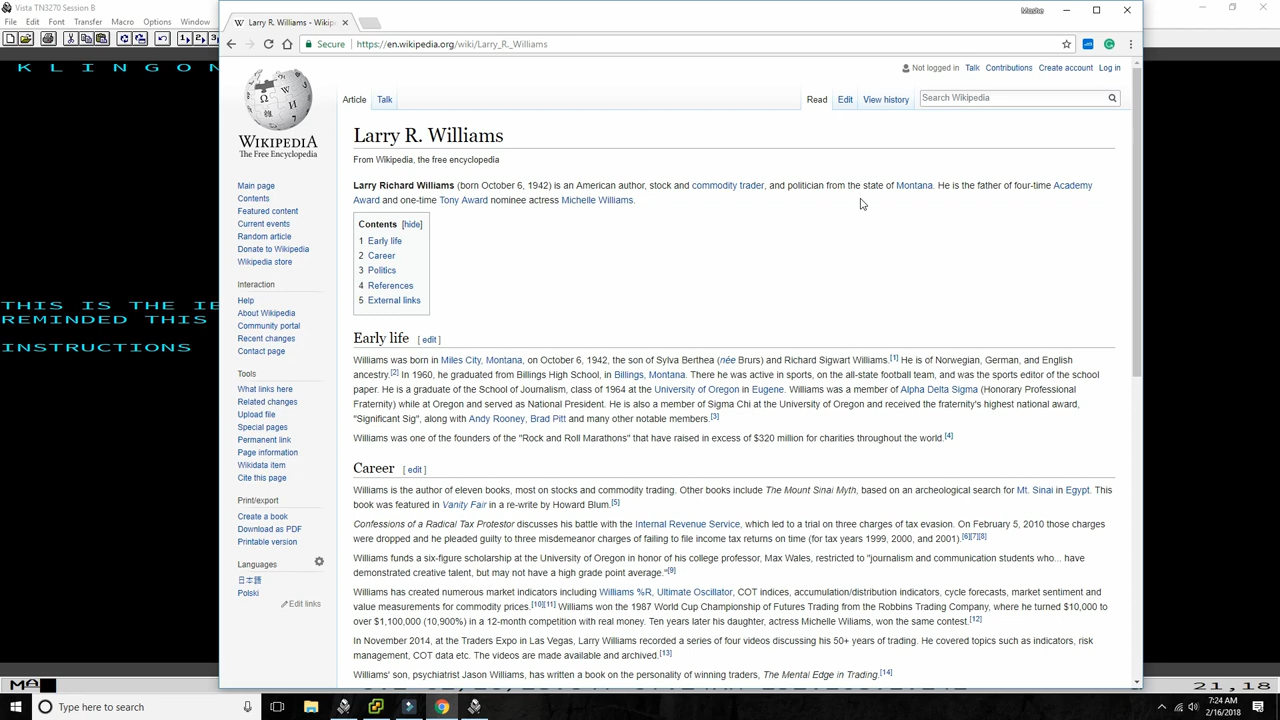 Vista TN3270 Session B
File Edit Font Transfer Macro Options Window
K L I N G O N
THIS IS THE
REMINDED THIS
INSTRUCTIONS
21,18
Larry R. Williams - Wikip
Moshe
Secure https://en.wikipedia.org/wiki/Larry_R._Williams
Not logged in Talk Contributions Create account Log in
Article Talk Read Edit View history Search Wikipedia
WIKIPEDIA
The Free Encyclopedia
Main page
Contents
Featured content
Current events
Random article
Donate to Wikipedia
Wikipedia store
Interaction
Help
About Wikipedia
Community portal
Recent changes
Contact page
Tools
What links here
Related changes
Upload file
Special pages
Permanent link
Page information
Wikidata item
Cite this page
Print/export
Create a book
Download as PDF
Printable version
Languages
日本語
Polski
Edit links
Larry R. Williams
From Wikipedia, the free encyclopedia
Larry Richard Williams (born October 6, 1942) is an American author, stock and commodity trader, and politician from the state of Montana. He is the father of four-time Academy
Award and one-time Tony Award nominee actress Michelle Williams.
Contents [hide]
1 Early life
2 Career
3 Politics
4 References
5 External links
Early life [ edit ]
Williams was born in Miles City, Montana, on October 6, 1942, the son of Sylva Berthea (née Brurs) and Richard Sigwart Williams.[1] He is of Norwegian, German, and English
ancestry.[2] In 1960, he graduated from Billings High School, in Billings, Montana. There he was active in sports, on the all-state football team, and was the sports editor of the school
paper. He is a graduate of the School of Journalism, class of 1964 at the University of Oregon in Eugene. Williams was a member of Alpha Delta Sigma (Honorary Professional
Fraternity) while at Oregon and served as National President. He is also a member of Sigma Chi at the University of Oregon and received the fraternity's highest national award,
"Significant Sig", along with Andy Rooney, Brad Pitt and many other notable members.[3]
Williams was one of the founders of the "Rock and Roll Marathons" that have raised in excess of $320 million for charities throughout the world.[4]
Career [ edit ]
Williams is the author of eleven books, most on stocks and commodity trading. Other books include The Mount Sinai Myth, based on an archeological search for Mt. Sinai in Egypt. This
book was featured in Vanity Fair in a re-write by Howard Blum.[5]
Confessions of a Radical Tax Protestor discusses his battle with the Internal Revenue Service, which led to a trial on three charges of tax evasion. On February 5, 2010 those charges
were dropped and he pleaded guilty to three misdemeanor charges of failing to file income tax returns on time (for tax years 1999, 2000, and 2001).[6][7][8]
Williams funds a six-figure scholarship at the University of Oregon in honor of his college professor, Max Wales, restricted to "journalism and communication students who... have
demonstrated creative talent, but may not have a high grade point average."[9]
Williams has created numerous market indicators including Williams %R, Ultimate Oscillator, COT indices, accumulation/distribution indicators, cycle forecasts, market sentiment and
value measurements for commodity prices.[10][11] Williams won the 1987 World Cup Championship of Futures Trading from the Robbins Trading Company, where he turned $10,000 to
over $1,100,000 (10,900%) in a 12-month competition with real money. Ten years later his daughter, actress Michelle Wiliams, won the same contest.[12]
In November 2014, at the Traders Expo in Las Vegas, Larry Williams recorded a series of four videos discussing his 50+ years of trading. He covered topics such as indicators, risk
management, COT data etc. The videos are made available and archived.[13]
Williams' son, psychiatrist Jason Williams, has written a book on the personality of winning traders, The Mental Edge in Trading.[14]
Type here to search
7:24 AM
2/16/2018